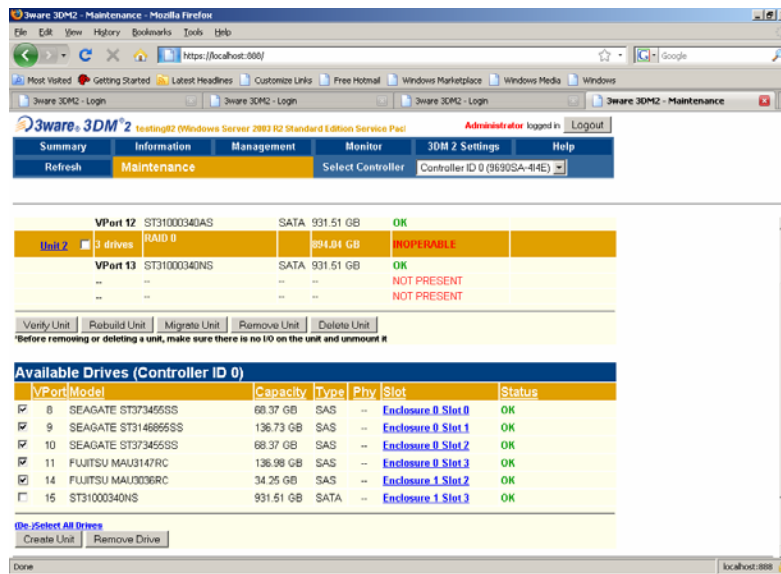 3ware 3DM2 - Maintenance - Mozilla Firefox
File Edit View History Bookmarks Tools Help
https://localhost:888/
Google
Most Visited Getting Started Latest Headlines Customize Links Free Hotmail Windows Marketplace Windows Media Windows
3ware 3DM2 - Login 3ware 3DM2 - Login 3ware 3DM2 - Login 3ware 3DM2 - Maintenance
3ware® 3DM®2 testing02 (Windows Server 2003 R2 Standard Edition Service Pacl Administrator logged in Logout
Summary Information Management Monitor 3DM 2 Settings Help
Refresh Maintenance Select Controller Controller ID 0 (9690SA-4I4E)
VPort 12 ST31000340AS SATA 931.51 GB OK
Unit 2 3 drives RAID 0 894.04 GB INOPERABLE
VPort 13 ST31000340NS SATA 931.51 GB OK
-- -- -- -- NOT PRESENT
-- -- -- -- NOT PRESENT
Verify Unit Rebuild Unit Migrate Unit Remove Unit Delete Unit
*Before removing or deleting a unit, make sure there is no I/O on the unit and unmount it
Available Drives (Controller ID 0)
VPort Model Capacity Type Phy Slot Status
8 SEAGATE ST373455SS 68.37 GB SAS -- Enclosure 0 Slot 0 OK
9 SEAGATE ST3146855SS 136.73 GB SAS -- Enclosure 0 Slot 1 OK
10 SEAGATE ST373455SS 68.37 GB SAS -- Enclosure 0 Slot 2 OK
11 FUJITSU MAU3147RC 136.98 GB SAS -- Enclosure 0 Slot 3 OK
14 FUJITSU MAU3036RC 34.25 GB SAS -- Enclosure 1 Slot 2 OK
15 ST31000340NS 931.51 GB SATA -- Enclosure 1 Slot 3 OK
(De-)Select All Drives
Create Unit Remove Drive
Done localhost:888